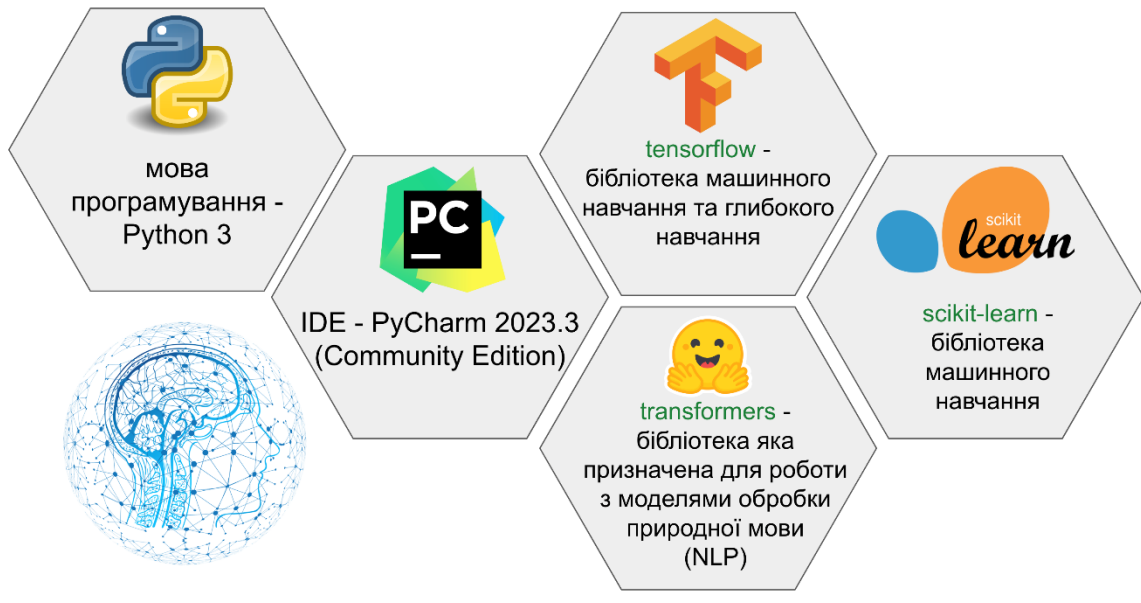 мова
програмування -
Python 3
PC
IDE - PyCharm 2023.3
(Community Edition)
tensorflow -
бібліотека машинного
навчання та глибокого
навчання
transformers -
бібліотека яка
призначена для роботи
з моделями обробки
природної мови
(NLP)
scikit
learn
scikit-learn -
бібліотека
машинного
навчання